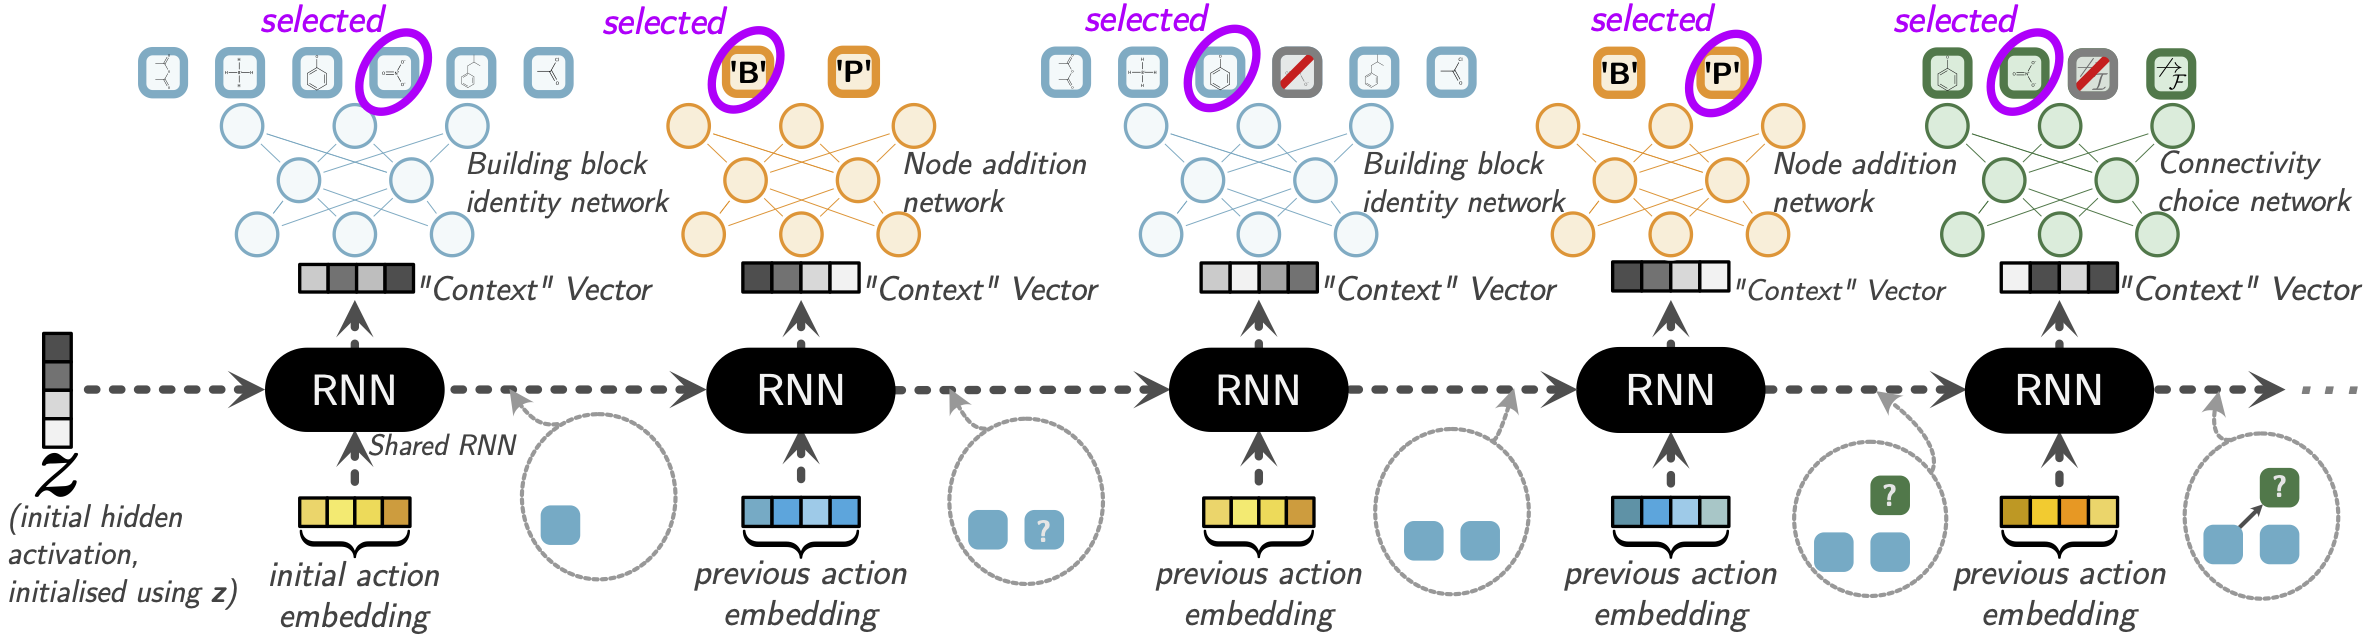 selected
selected
selected
selected
selected
'B'
'P'
'B'
'P'
Building block
identity network
Node addition
network
Building block
identity network
Node addition
network
Connectivity
choice network
"Context" Vector
"Context" Vector
"Context" Vector
"Context" Vector
"Context" Vector
RNN
RNN
RNN
RNN
RNN
...
Shared RNN
z
(initial hidden
activation,
initialised using z)
?
?
?
initial action
embedding
previous action
embedding
previous action
embedding
previous action
embedding
previous action
embedding